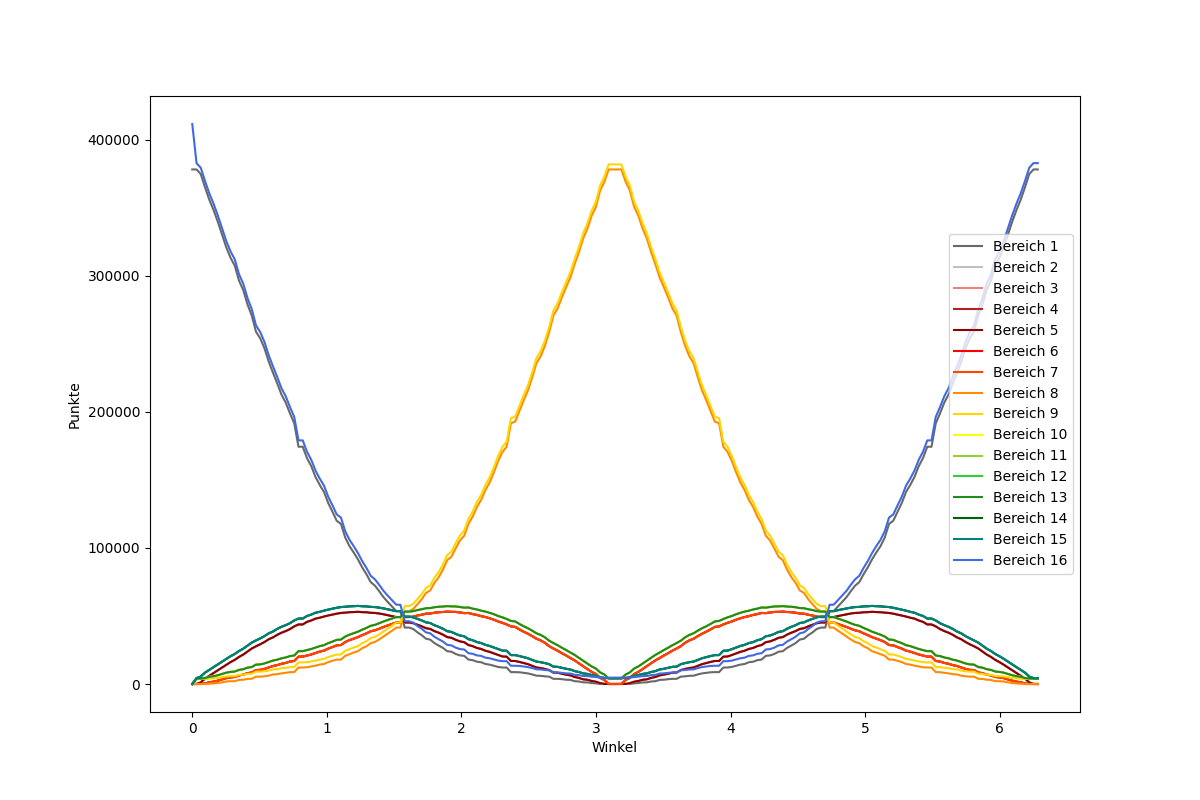 400000
300000
200000
100000
0
Punkte
0 1 2 3 4 5 6
Winkel
Bereich 1
Bereich 2
Bereich 3
Bereich 4
Bereich 5
Bereich 6
Bereich 7
Bereich 8
Bereich 9
Bereich 10
Bereich 11
Bereich 12
Bereich 13
Bereich 14
Bereich 15
Bereich 16